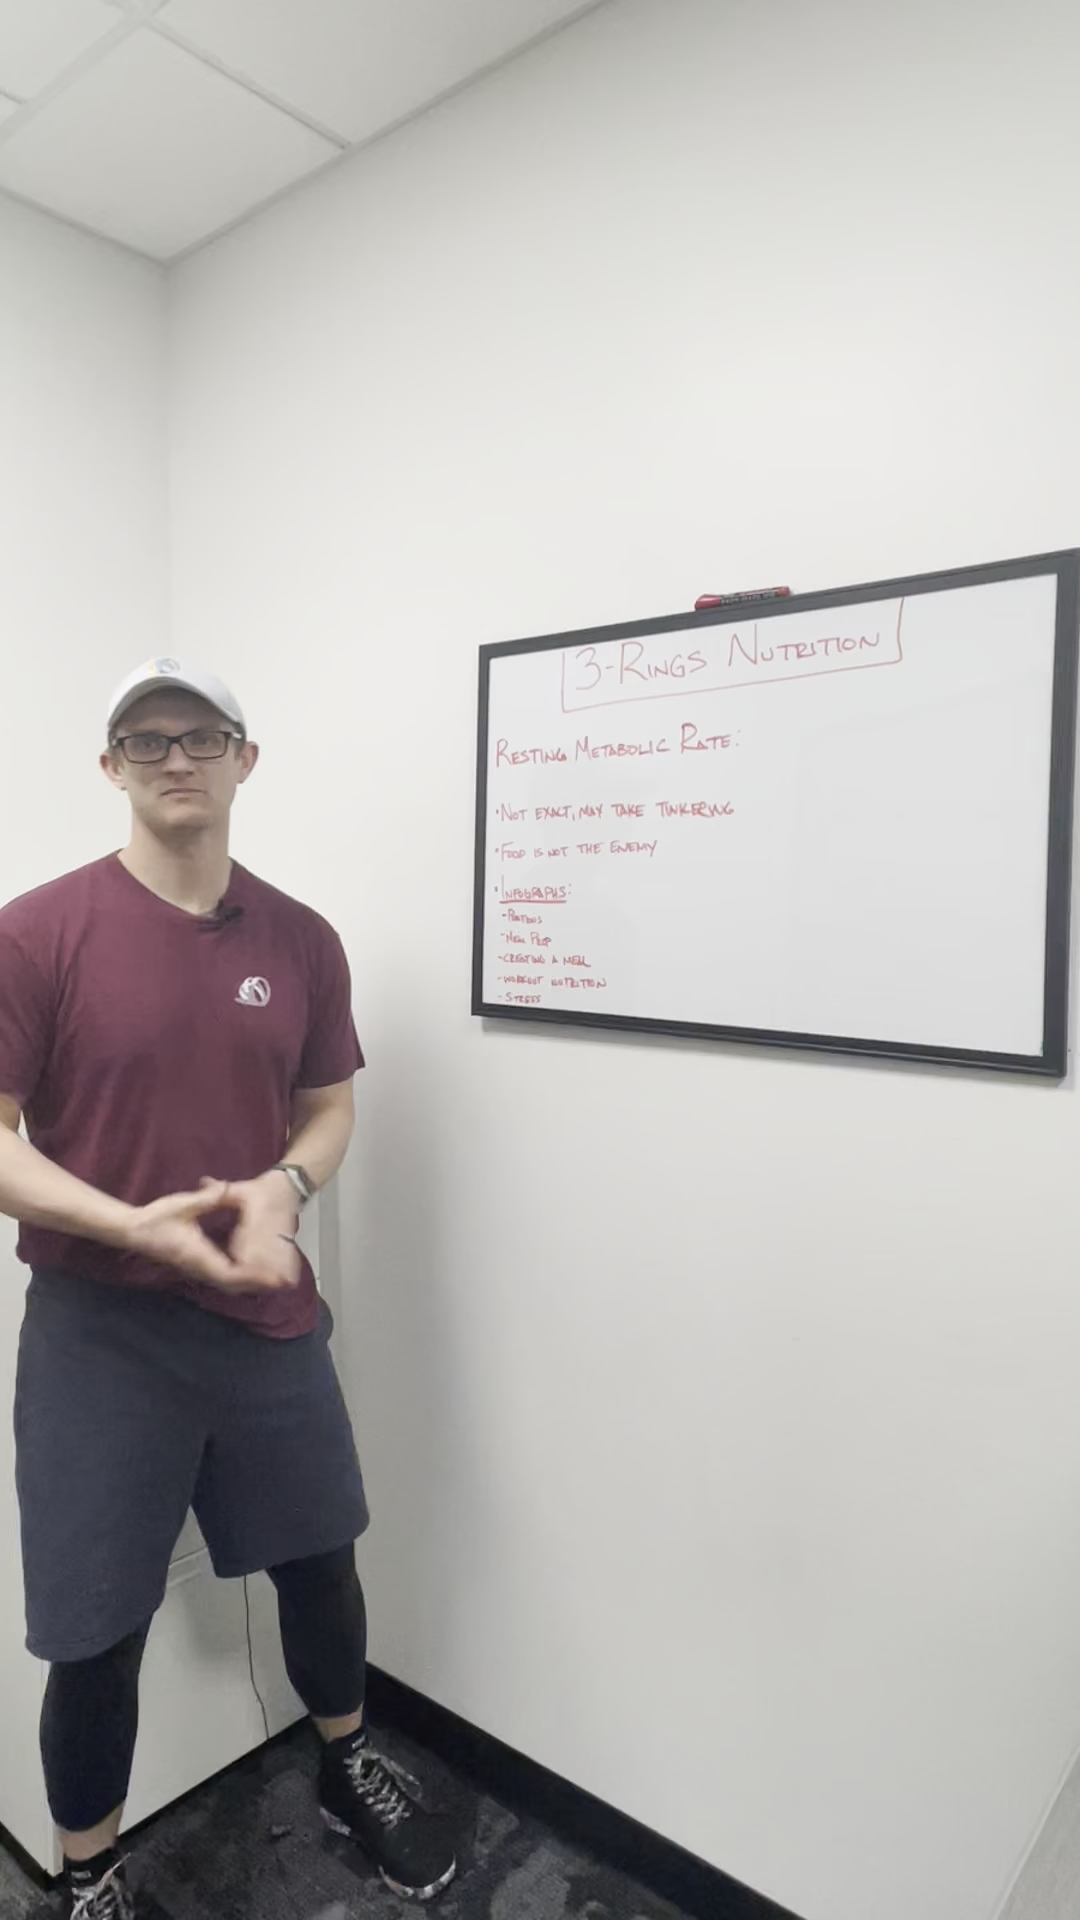 3-RINGS NUTRITION
RESTING METABOLIC RATE:
• NOT EXACT, MAY TAKE TINKERING
• FOOD IS NOT THE ENEMY
• INFOGRAPHS:
- PORTIONS
- MEAL PREP
- CREATING A MEAL
- WORKOUT NUTRITION
- STRESS